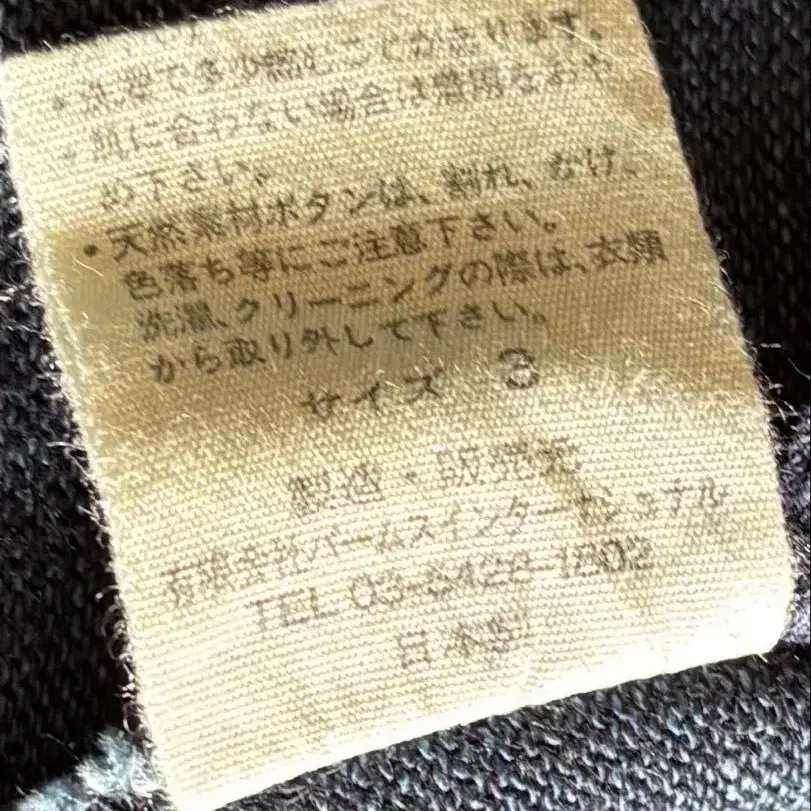 ・洗濯で多少縮むことがあります。
・肌に合わない場合は着用をおや
め下さい。
・天然素材ボタンは、割れ、むけ、
色落ち等にご注意下さい。
洗濯、クリーニングの際は、衣類
から取り外して下さい。
サイズ 3
製造・販売元
有限会社バームスインターナショナル
TEL
日本製